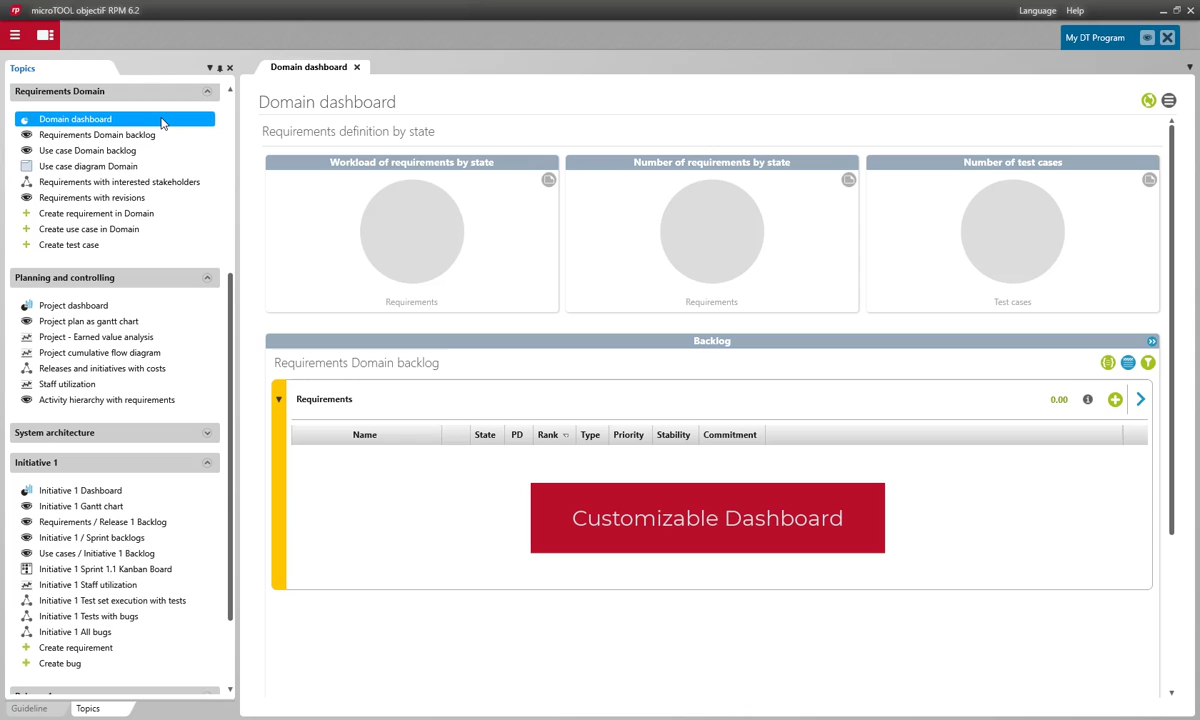 rp microTOOL objectiF RPM 6.2
Language Help
My DT Program
Topics
Requirements Domain
Domain dashboard
Requirements Domain backlog
Use case Domain backlog
Use case diagram Domain
Requirements with interested stakeholders
Requirements with revisions
Create requirement in Domain
Create use case in Domain
Create test case
Planning and controlling
Project dashboard
Project plan as gantt chart
Project - Earned value analysis
Project cumulative flow diagram
Releases and initiatives with costs
Staff utilization
Activity hierarchy with requirements
System architecture
Initiative 1
Initiative 1 Dashboard
Initiative 1 Gantt chart
Requirements / Release 1 Backlog
Initiative 1 / Sprint backlogs
Use cases / Initiative 1 Backlog
Initiative 1 Sprint 1.1 Kanban Board
Initiative 1 Staff utilization
Initiative 1 Test set execution with tests
Initiative 1 Tests with bugs
Initiative 1 All bugs
Create requirement
Create bug
Guideline Topics
Domain dashboard
Domain dashboard
Requirements definition by state
Workload of requirements by state
Requirements
Number of requirements by state
Requirements
Number of test cases
Test cases
Backlog
Requirements Domain backlog
Requirements 0.00
Name State PD Rank Type Priority Stability Commitment
Customizable Dashboard